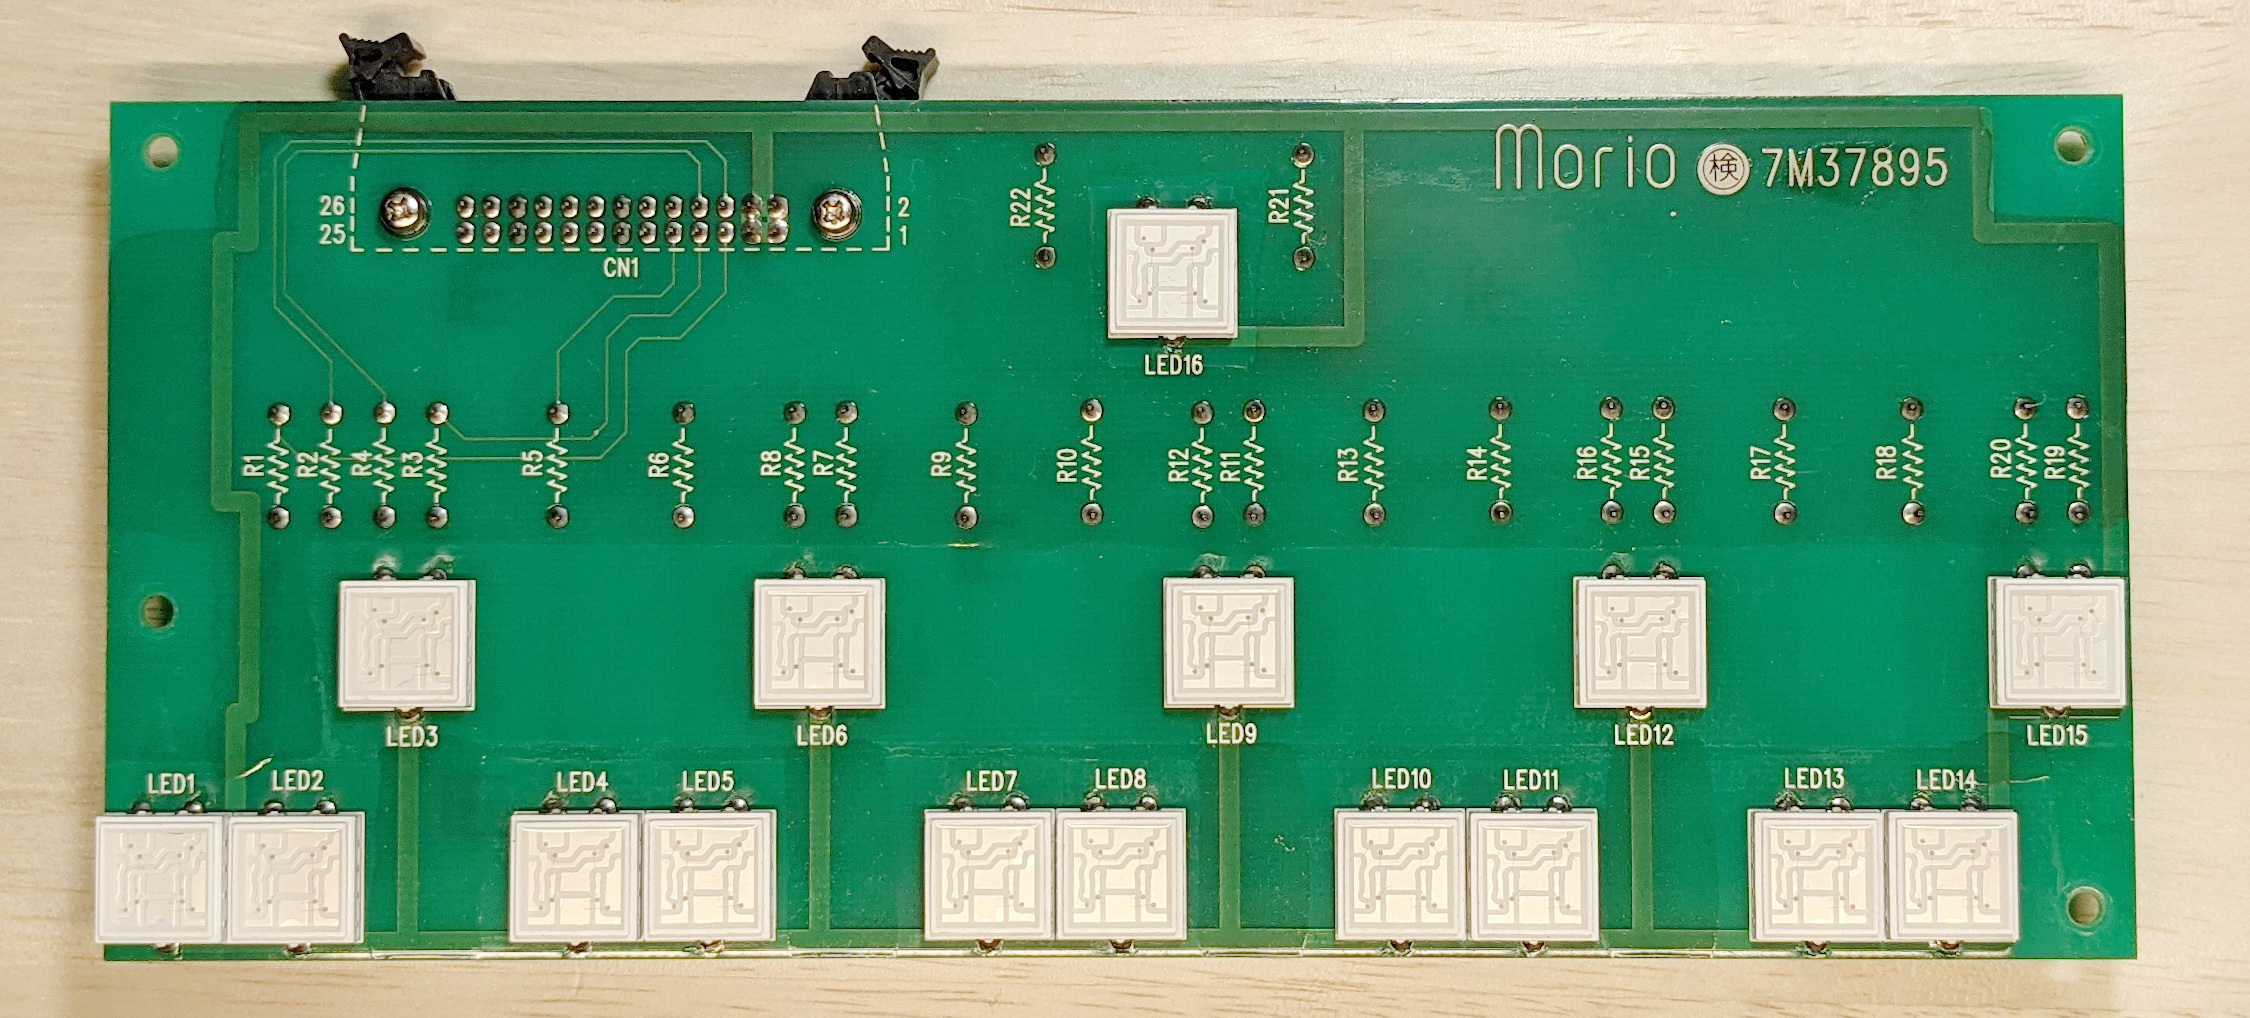 morio 検 7M37895
26 2
25 1
CN1
R22 R21
LED16
R1 R2 R4 R3 R5 R6 R8 R7 R9 R10 R12 R11 R13 R14 R16 R15 R17 R18 R20 R19
LED3 LED6 LED9 LED12 LED15
LED1 LED2 LED4 LED5 LED7 LED8 LED10 LED11 LED13 LED14